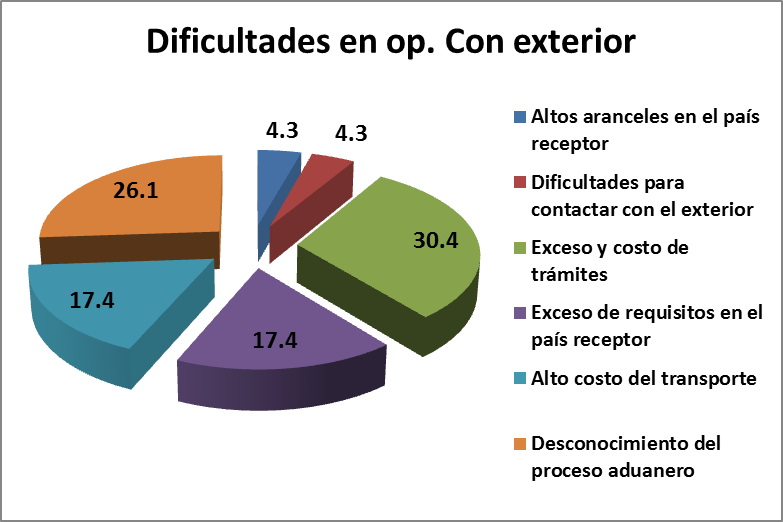 Dificultades en op. Con exterior
4.3
4.3
30.4
17.4
17.4
26.1
Altos aranceles en el país
receptor
Dificultades para
contactar con el exterior
Exceso y costo de
trámites
Exceso de requisitos en el
país receptor
Alto costo del transporte
Desconocimiento del
proceso aduanero